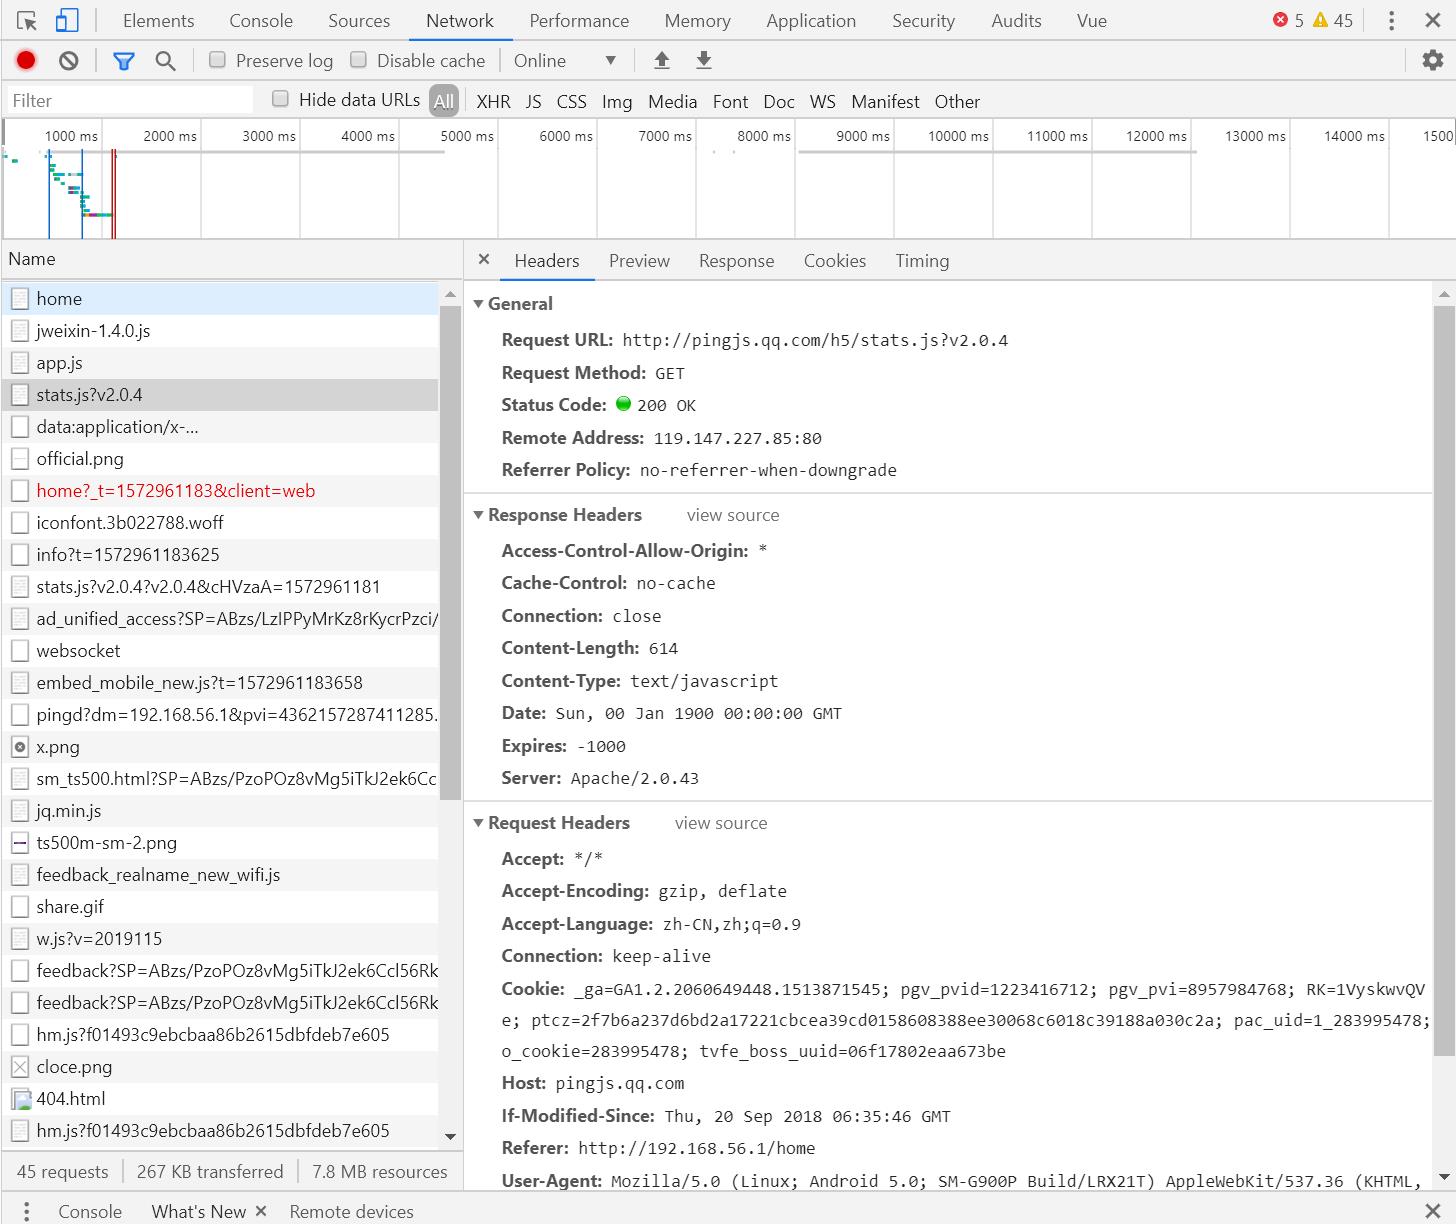 Elements Console Sources Network Performance Memory Application Security Audits Vue 5 45
Preserve log Disable cache Online
Filter Hide data URLs All XHR JS CSS Img Media Font Doc WS Manifest Other
1000 ms 2000 ms 3000 ms 4000 ms 5000 ms 6000 ms 7000 ms 8000 ms 9000 ms 10000 ms 11000 ms 12000 ms 13000 ms 14000 ms 1500
Name
home
jweixin-1.4.0.js
app.js
stats.js?v2.0.4
data:application/x-...
official.png
home?_t=1572961183&client=web
iconfont.3b022788.woff
info?t=1572961183625
stats.js?v2.0.4?v2.0.4&cHVzaA=1572961181
ad_unified_access?SP=ABzs/LzIPPyMrKz8rKycrPzci/
websocket
embed_mobile_new.js?t=1572961183658
pingd?dm=192.168.56.1&pvi=4362157287411285.
x.png
sm_ts500.html?SP=ABzs/PzoPOz8vMg5iTkJ2ek6Cc
jq.min.js
ts500m-sm-2.png
feedback_realname_new_wifi.js
share.gif
w.js?v=2019115
feedback?SP=ABzs/PzoPOz8vMg5iTkJ2ek6Ccl56Rk
feedback?SP=ABzs/PzoPOz8vMg5iTkJ2ek6Ccl56Rk
hm.js?f01493c9ebcbaa86b2615dbfdeb7e605
cloce.png
404.html
hm.js?f01493c9ebcbaa86b2615dbfdeb7e605
45 requests 267 KB transferred 7.8 MB resources
Headers Preview Response Cookies Timing
General
Request URL: http://pingjs.qq.com/h5/stats.js?v2.0.4
Request Method: GET
Status Code: 200 OK
Remote Address: 119.147.227.85:80
Referrer Policy: no-referrer-when-downgrade
Response Headers view source
Access-Control-Allow-Origin: *
Cache-Control: no-cache
Connection: close
Content-Length: 614
Content-Type: text/javascript
Date: Sun, 00 Jan 1900 00:00:00 GMT
Expires: -1000
Server: Apache/2.0.43
Request Headers view source
Accept: */*
Accept-Encoding: gzip, deflate
Accept-Language: zh-CN,zh;q=0.9
Connection: keep-alive
Cookie: _ga=GA1.2.2060649448.1513871545; pgv_pvid=1223416712; pgv_pvi=8957984768; RK=1VyskwvQV
e; ptcz=2f7b6a237d6bd2a17221cbcea39cd0158608388ee30068c6018c39188a030c2a; pac_uid=1_283995478;
o_cookie=283995478; tvfe_boss_uuid=06f17802eaa673be
Host: pingjs.qq.com
If-Modified-Since: Thu, 20 Sep 2018 06:35:46 GMT
Referer: http://192.168.56.1/home
User-Agent: Mozilla/5.0 (Linux; Android 5.0; SM-G900P Build/LRX21T) AppleWebKit/537.36 (KHTML,
Console What's New Remote devices